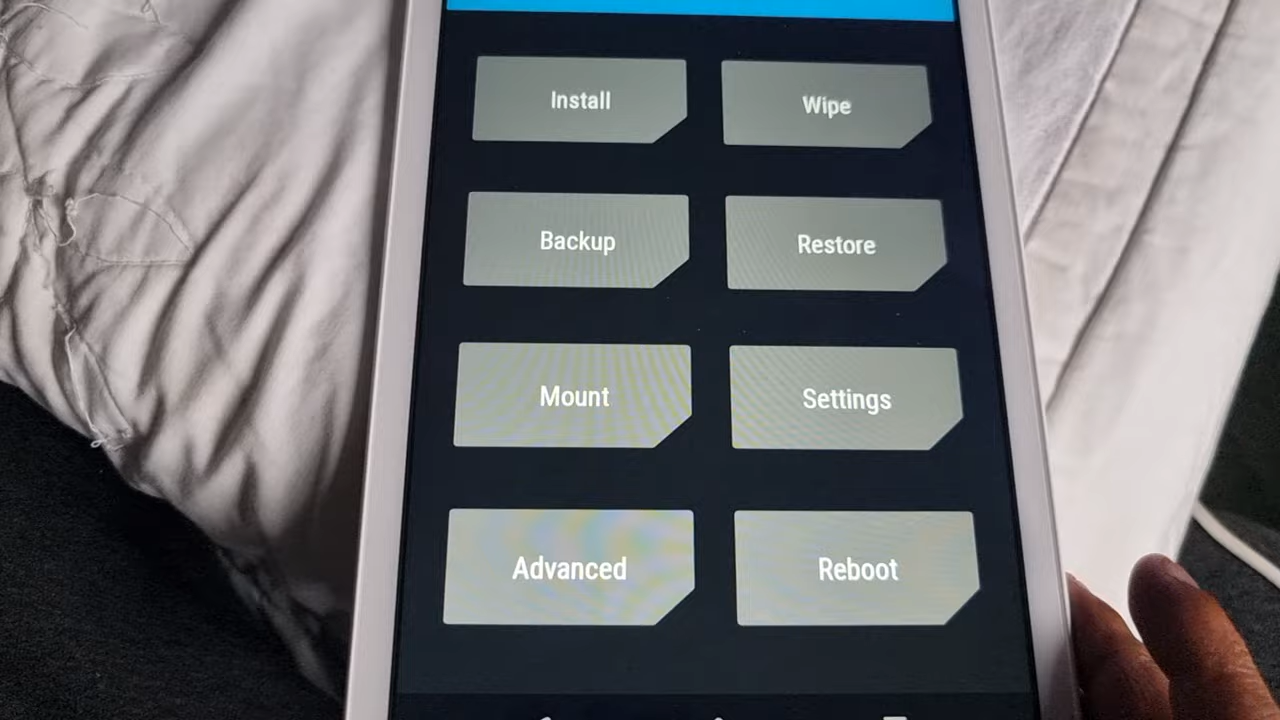 Install
Wipe
Backup
Restore
Mount
Settings
Advanced
Reboot